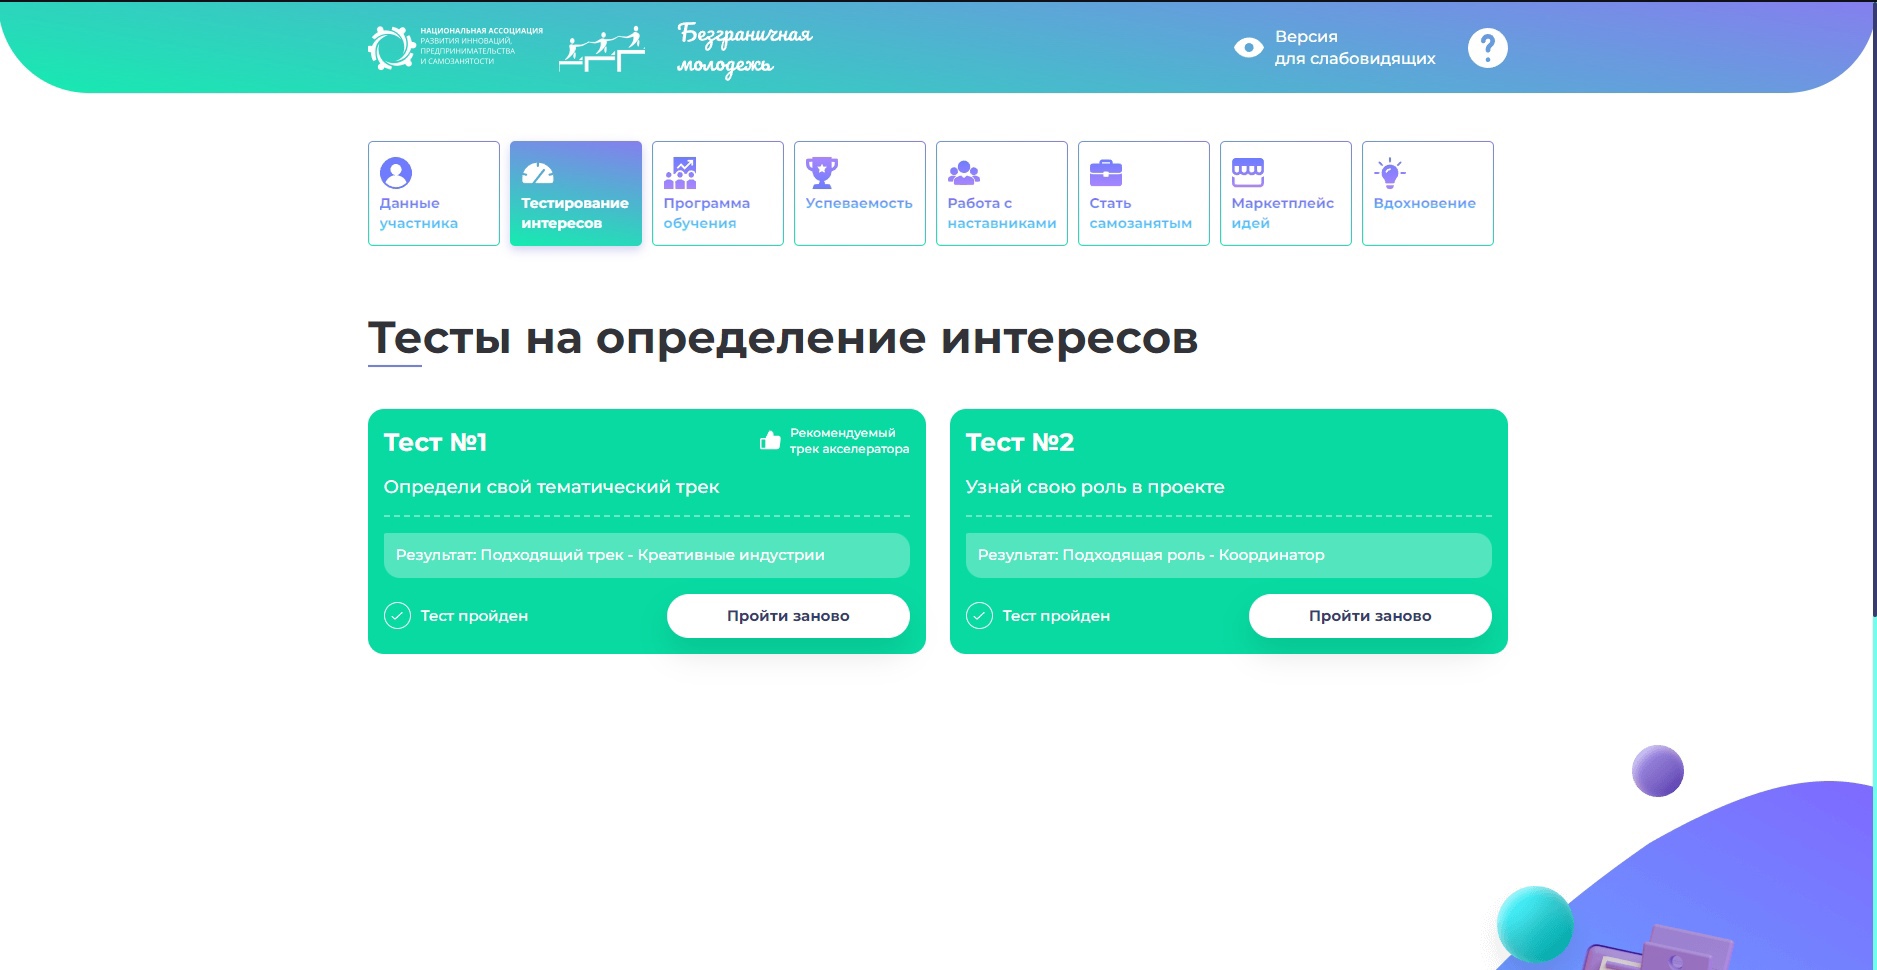 НАЦИОНАЛЬНАЯ АССОЦИАЦИЯ
РАЗВИТИЯ ИННОВАЦИЙ,
ПРЕДПРИНИМАТЕЛЬСТВА
И САМОЗАНЯТОСТИ
Безграничная
молодежь
Версия
для слабовидящих
?
Данные
участника
Тестирование
интересов
Программа
обучения
Успеваемость
Работа с
наставниками
Стать
самозанятым
Маркетплейс
идей
Вдохновение
Тесты на определение интересов
Тест №1
Рекомендуемый
трек акселератора
Определи свой тематический трек
Результат: Подходящий трек - Креативные индустрии
Тест пройден
Пройти заново
Тест №2
Узнай свою роль в проекте
Результат: Подходящая роль - Координатор
Тест пройден
Пройти заново